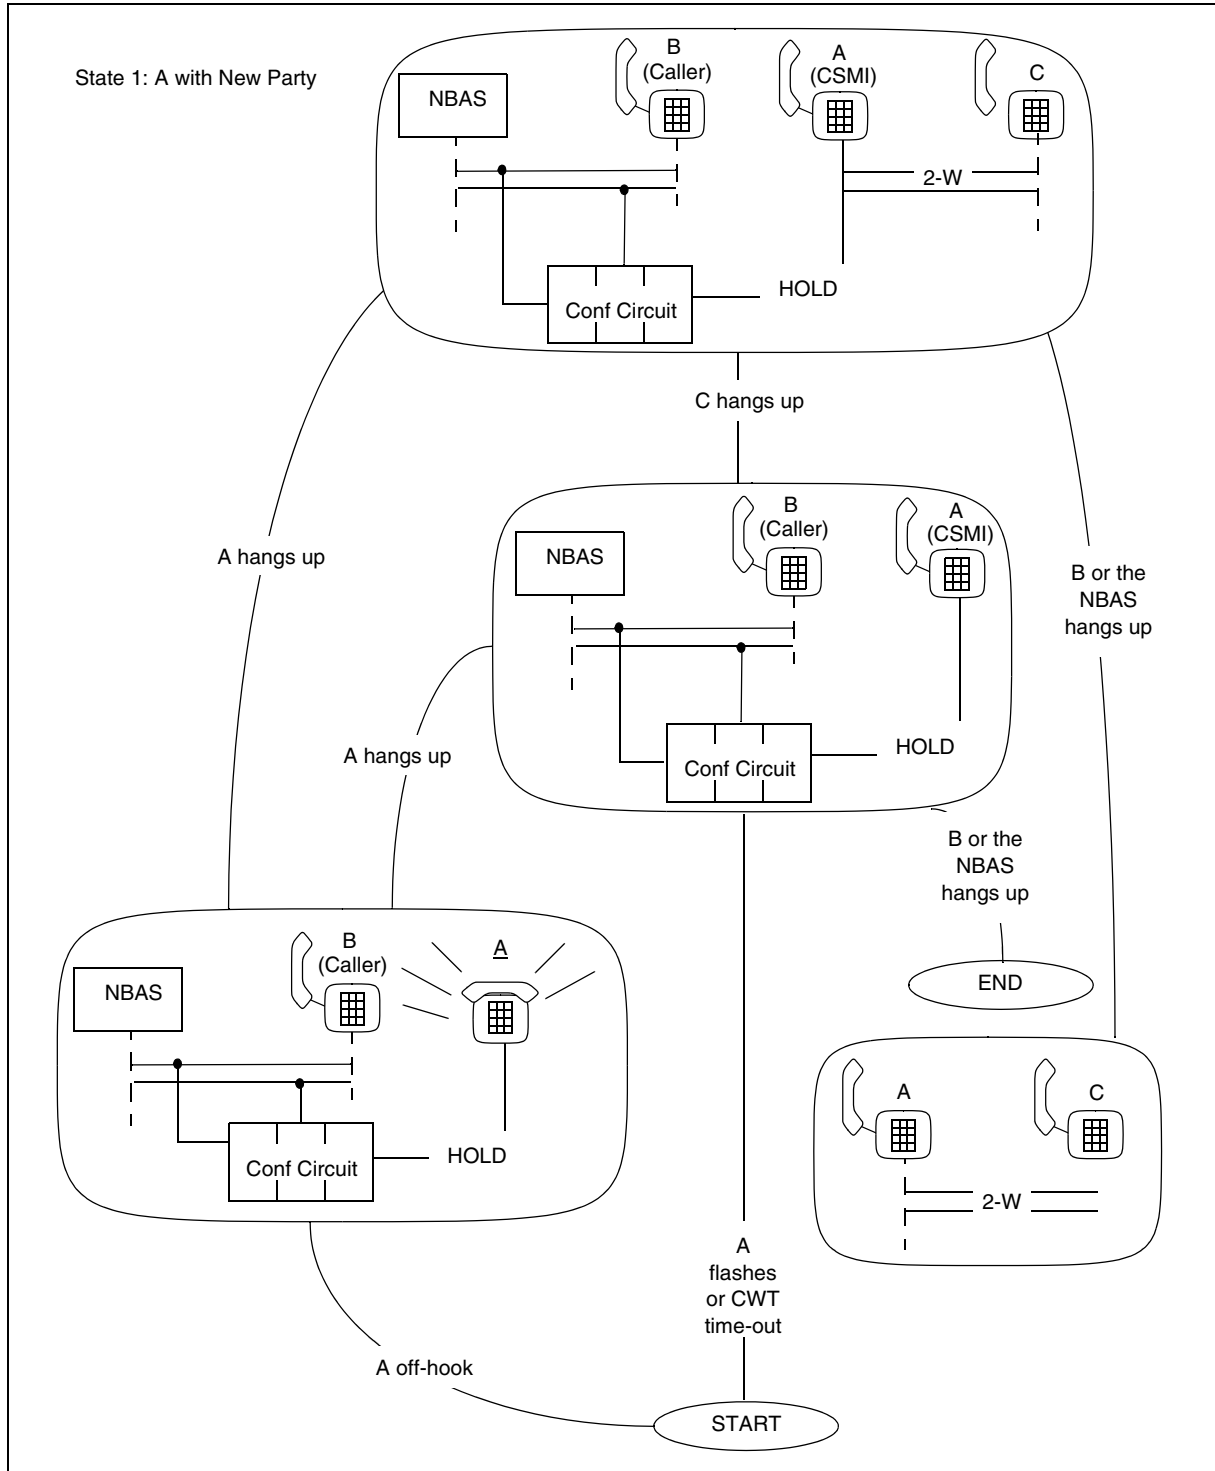 State 1: A with New Party
NBAS
B
(Caller)
A
(CSMI)
C
2-W
Conf Circuit
HOLD
C hangs up
A hangs up
NBAS
B
(Caller)
A
(CSMI)
Conf Circuit
HOLD
B or the
NBAS
hangs up
A hangs up
B or the
NBAS
hangs up
END
NBAS
B
(Caller)
A
Conf Circuit
HOLD
A
C
2-W
A
flashes
or CWT
time-out
A off-hook
START